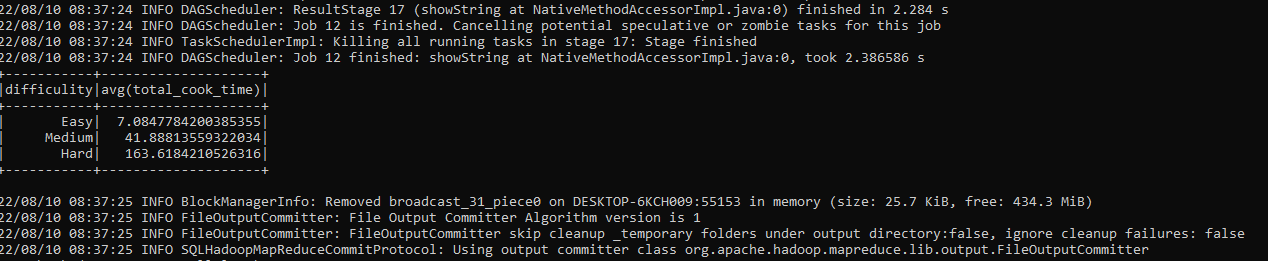 22/08/10 08:37:24 INFO DAGScheduler: ResultStage 17 (showString at NativeMethodAccessorImpl.java:0) finished in 2.284 s
22/08/10 08:37:24 INFO DAGScheduler: Job 12 is finished. Cancelling potential speculative or zombie tasks for this job
22/08/10 08:37:24 INFO TaskSchedulerImpl: Killing all running tasks in stage 17: Stage finished
22/08/10 08:37:24 INFO DAGScheduler: Job 12 finished: showString at NativeMethodAccessorImpl.java:0, took 2.386586 s
+-----------+-------------------+
|difficulity|avg(total_cook_time)|
+-----------+-------------------+
|       Easy|  7.0847784200385355|
|     Medium|   41.88813559322034|
|       Hard|   163.6184210526316|
+-----------+-------------------+
22/08/10 08:37:25 INFO BlockManagerInfo: Removed broadcast_31_piece0 on DESKTOP-6KCH009:55153 in memory (size: 25.7 KiB, free: 434.3 MiB)
22/08/10 08:37:25 INFO FileOutputCommitter: File Output Committer Algorithm version is 1
22/08/10 08:37:25 INFO FileOutputCommitter: FileOutputCommitter skip cleanup _temporary folders under output directory:false, ignore cleanup failures: false
22/08/10 08:37:25 INFO SQLHadoopMapReduceCommitProtocol: Using output committer class org.apache.hadoop.mapreduce.lib.output.FileOutputCommitter